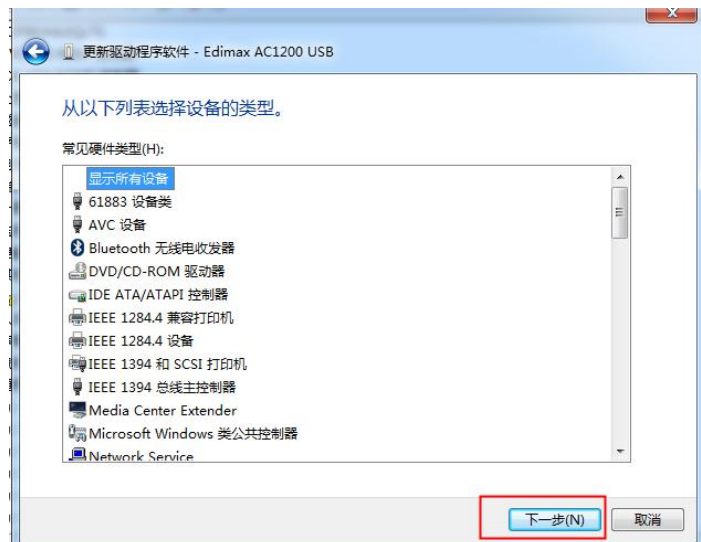 更新驱动程序软件 - Edimax AC1200 USB
从以下列表选择设备的类型。
常见硬件类型(H):
显示所有设备
61883 设备类
AVC 设备
Bluetooth 无线电收发器
DVD/CD-ROM 驱动器
IDE ATA/ATAPI 控制器
IEEE 1284.4 兼容打印机
IEEE 1284.4 设备
IEEE 1394 和 SCSI 打印机
IEEE 1394 总线主控制器
Media Center Extender
Microsoft Windows 类公共控制器
Network Service
下一步(N) 取消